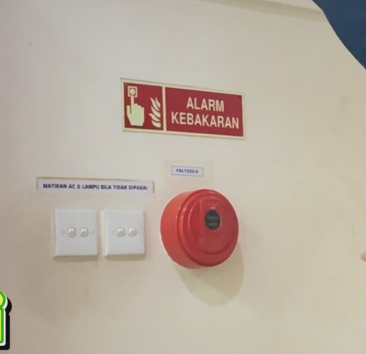 ALARM
KEBAKARAN
MATIKAN AC & LAMPU BILA TIDAK DIPAKAI